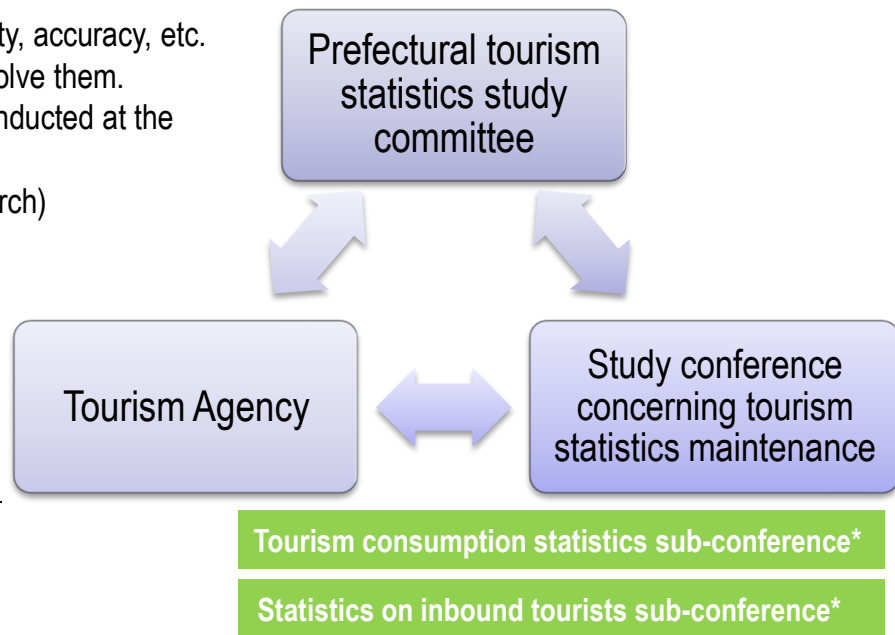 ty, accuracy, etc.
olve them.
nducted at the
rch)
Prefectural tourism
statistics study
committee
Tourism Agency
Study conference
concerning tourism
statistics maintenance
Tourism consumption statistics sub-conference*
Statistics on inbound tourists sub-conference*